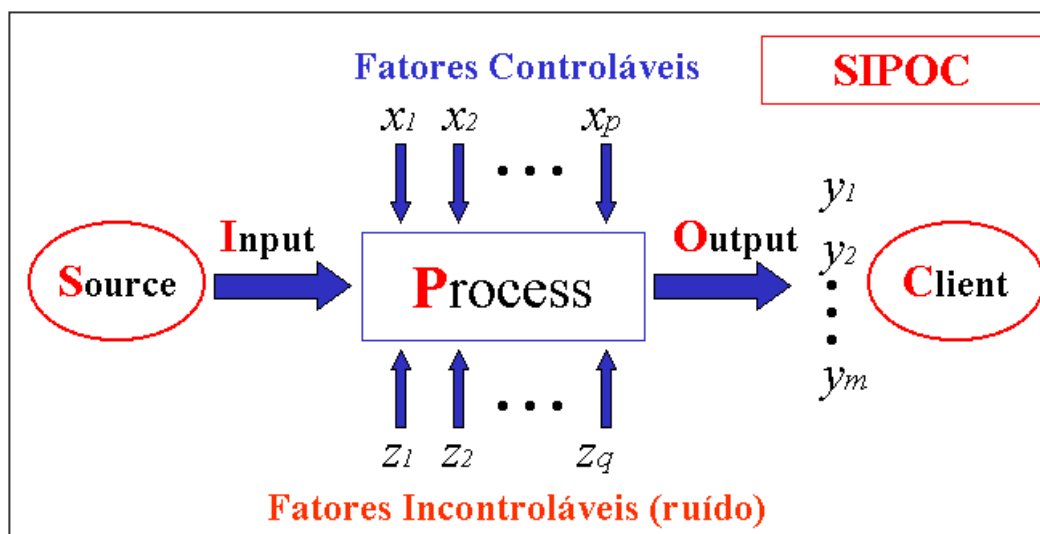 SIPOC
Fatores Controláveis
x1 x2 • • • xp
Source
Input
Process
Output
y1
y2
•
•
•
ym
Client
z1 z2 • • • zq
Fatores Incontroláveis (ruído)